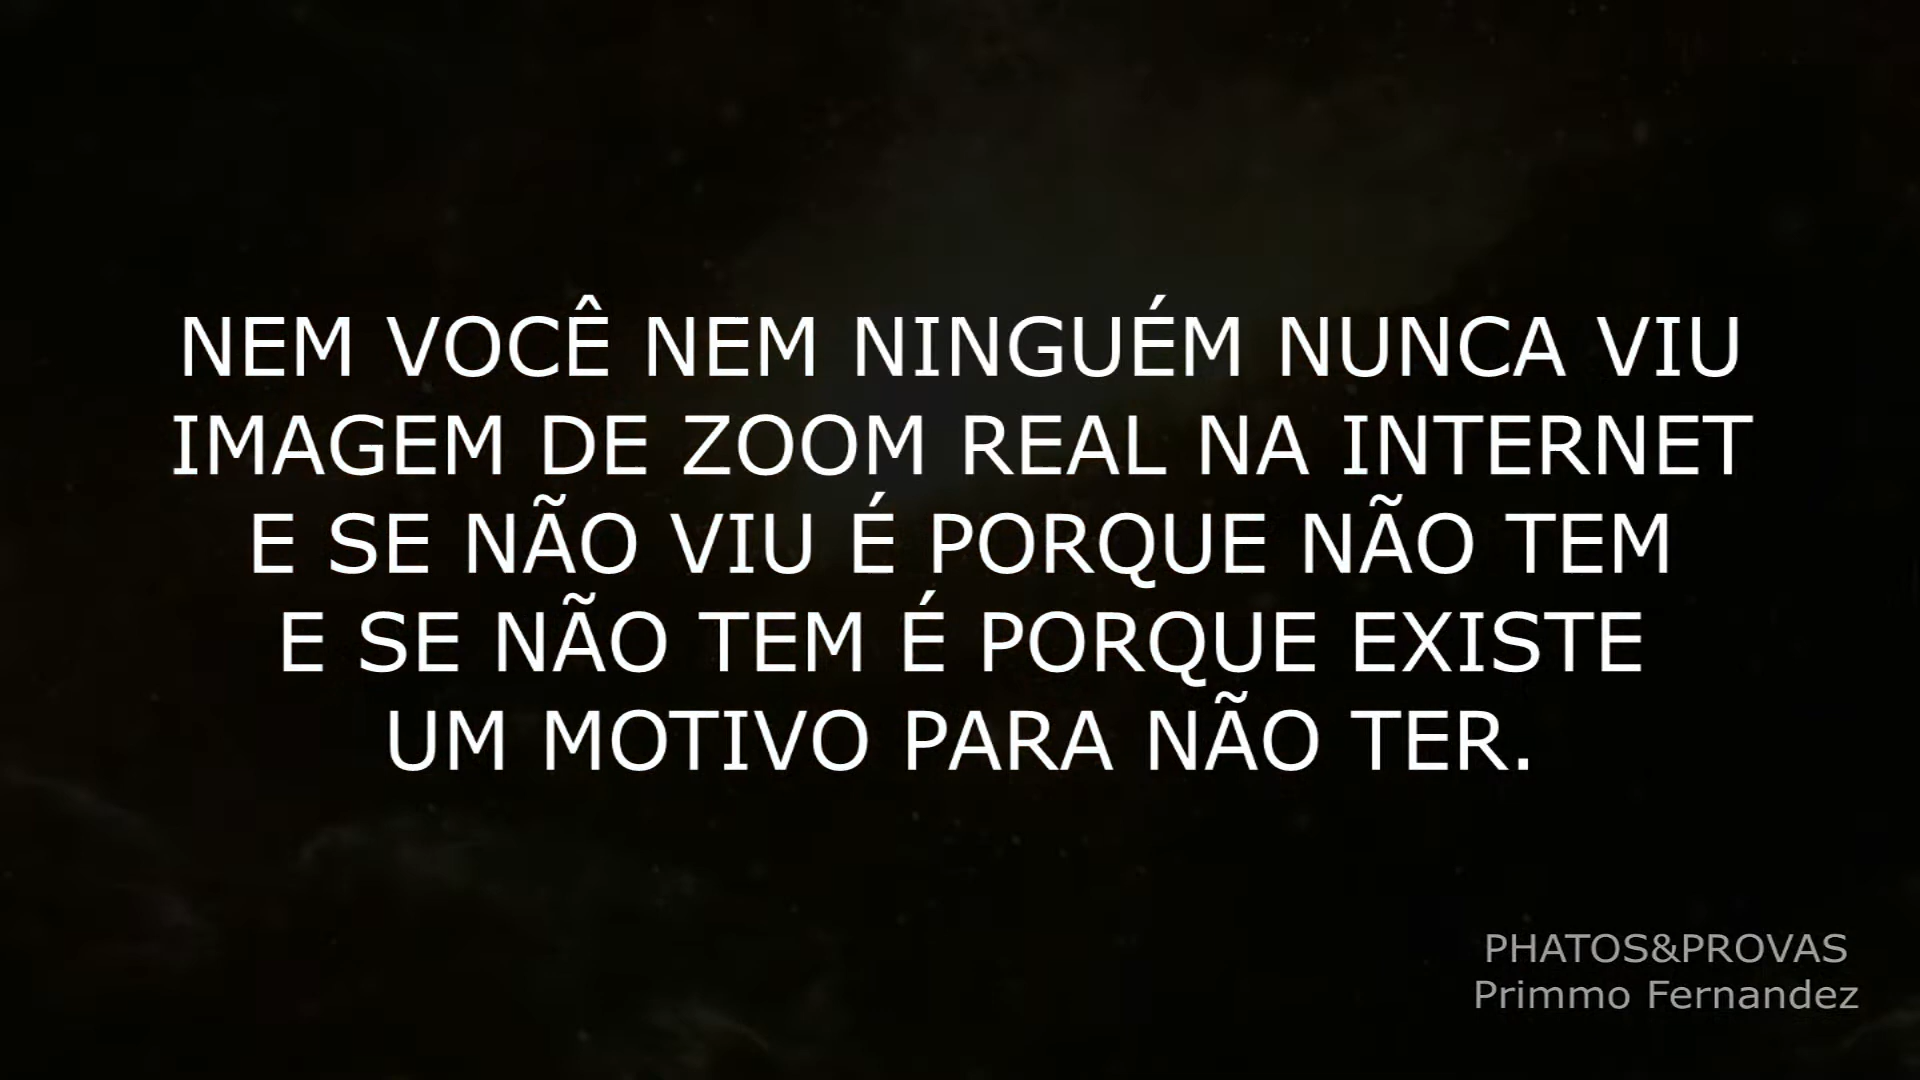 NEM VOCÊ NEM NINGUÉM NUNCA VIU
IMAGEM DE ZOOM REAL NA INTERNET
E SE NÃO VIU É PORQUE NÃO TEM
E SE NÃO TEM É PORQUE EXISTE
UM MOTIVO PARA NÃO TER.
PHATOS&PROVAS
Primmo Fernandez